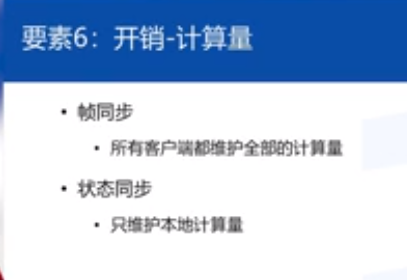 要素6：开销-计算量
• 帧同步
• 所有客户端都维护全部的计算量
• 状态同步
• 只维护本地计算量